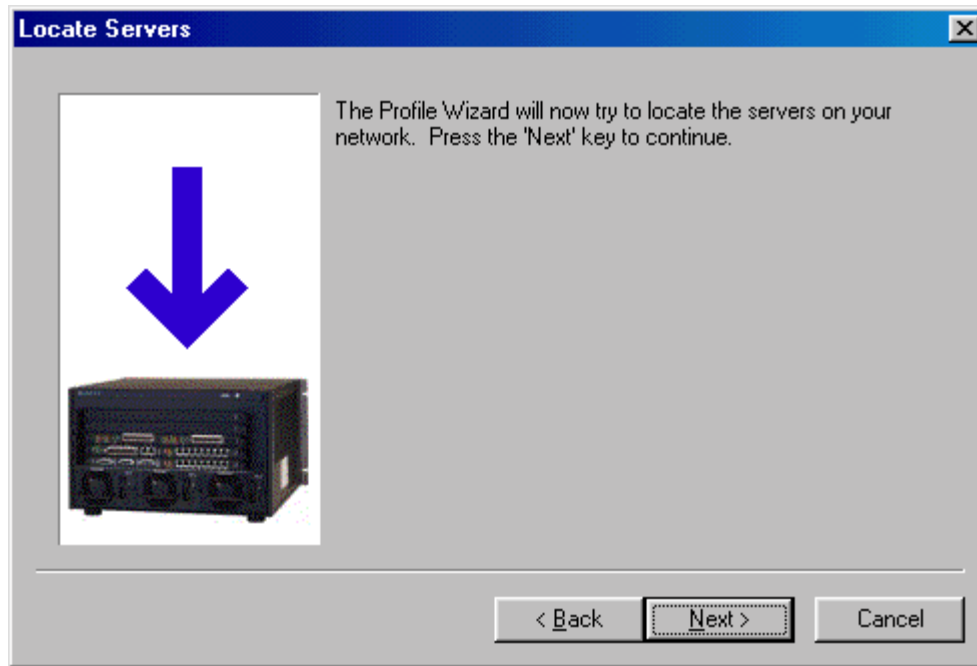 Locate Servers
The Profile Wizard will now try to locate the servers on your
network.  Press the 'Next' key to continue.
< Back
Next >
Cancel